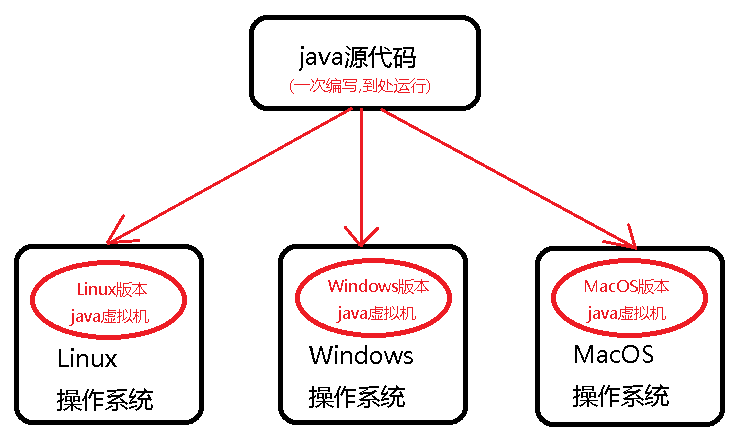 java源代码
(一次编写,到处运行)
Linux版本
java虚拟机
Linux
操作系统
Windows版本
java虚拟机
Windows
操作系统
MacOS版本
java虚拟机
MacOS
操作系统